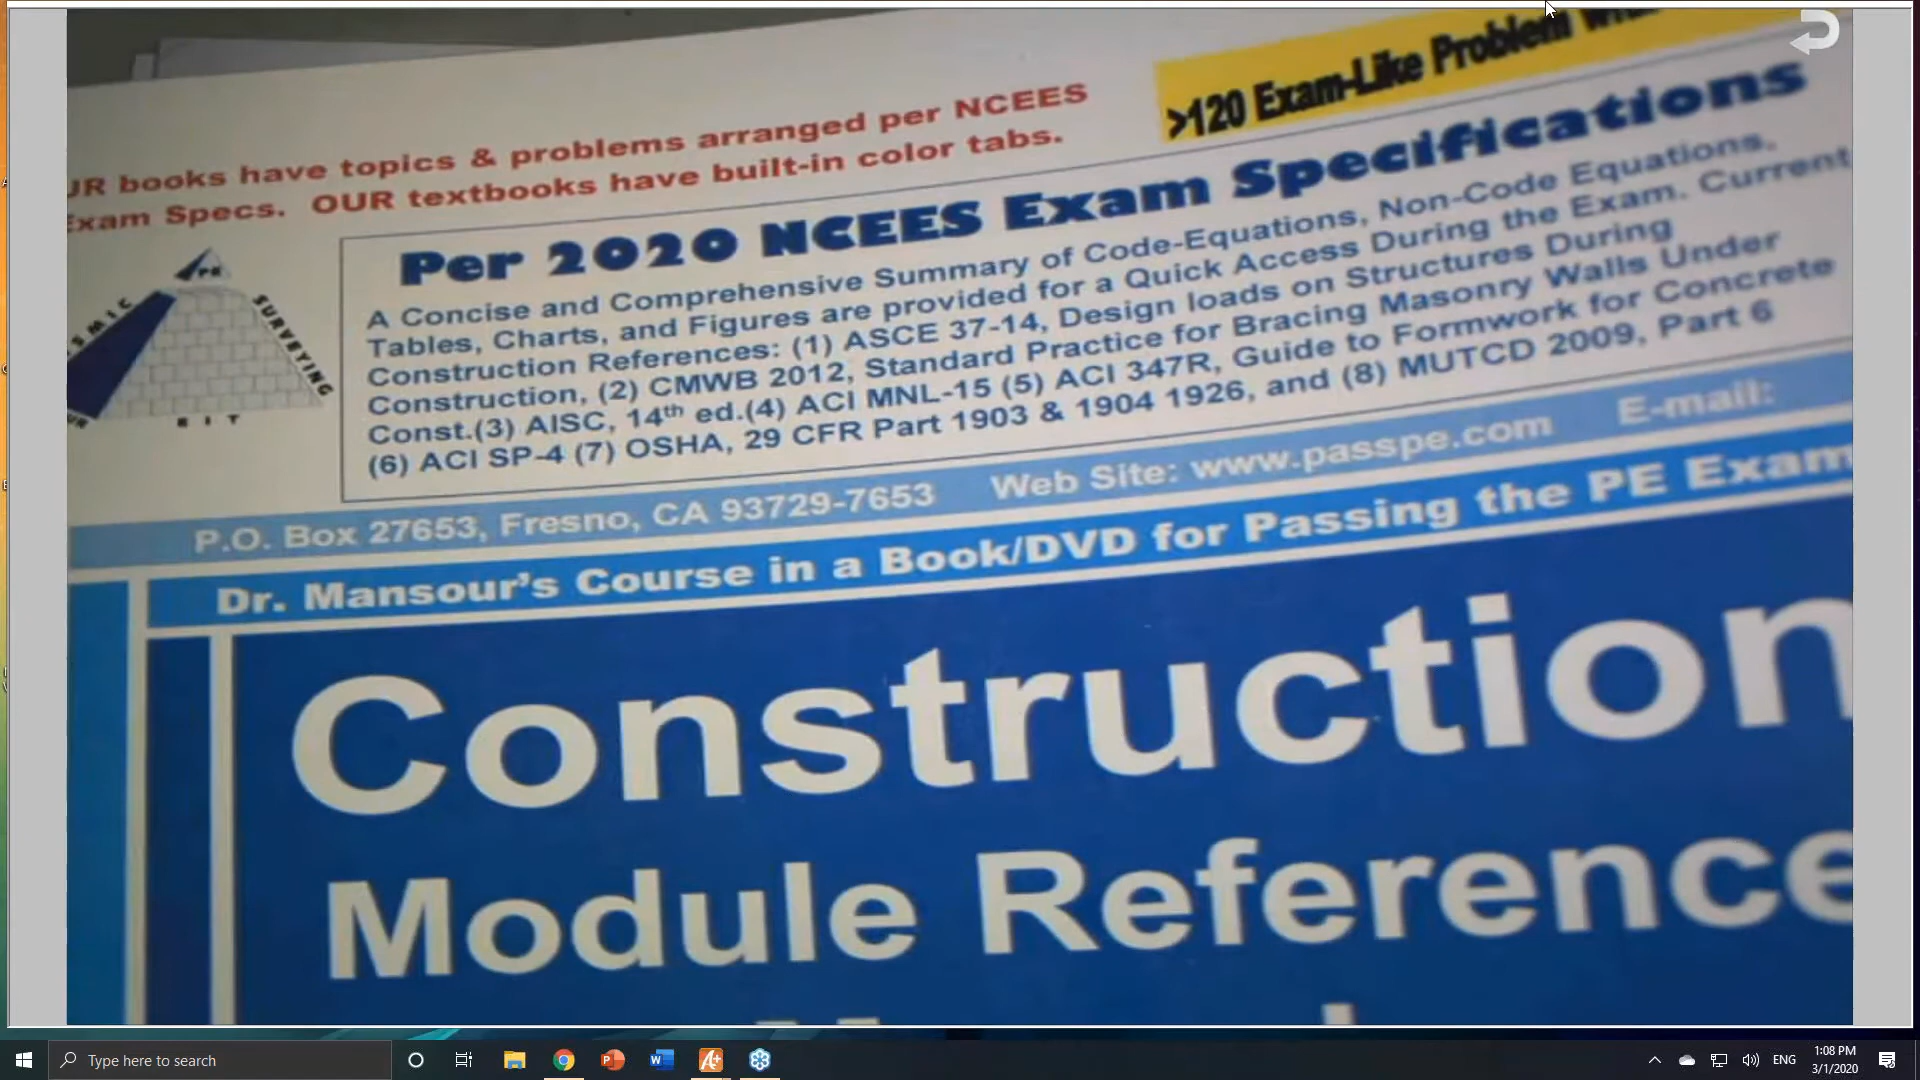 >120 Exam-Like Problem
JR books have topics & problems arranged per NCEES
Exam Specs. OUR textbooks have built-in color tabs.
Per 2020 NCEES Exam Specifications
A Concise and Comprehensive Summary of Code-Equations, Non-Code Equations,
Tables, Charts, and Figures are provided for a Quick Access During the Exam. Current
Construction References: (1) ASCE 37-14, Design loads on Structures During
Construction, (2) CMWB 2012, Standard Practice for Bracing Masonry Walls Under
Const.(3) AISC, 14th ed.(4) ACI MNL-15 (5) ACI 347R, Guide to Formwork for Concrete
(6) ACI SP-4 (7) OSHA, 29 CFR Part 1903 & 1904 1926, and (8) MUTCD 2009, Part 6
PE
SMIC
SURVEYING
EIT
P.O. Box 27653, Fresno, CA 93729-7653 Web Site: www.passpe.com E-mail:
Dr. Mansour's Course in a Book/DVD for Passing the PE Exam
Construction
Module Reference
Type here to search
ENG
1:08 PM
3/1/2020